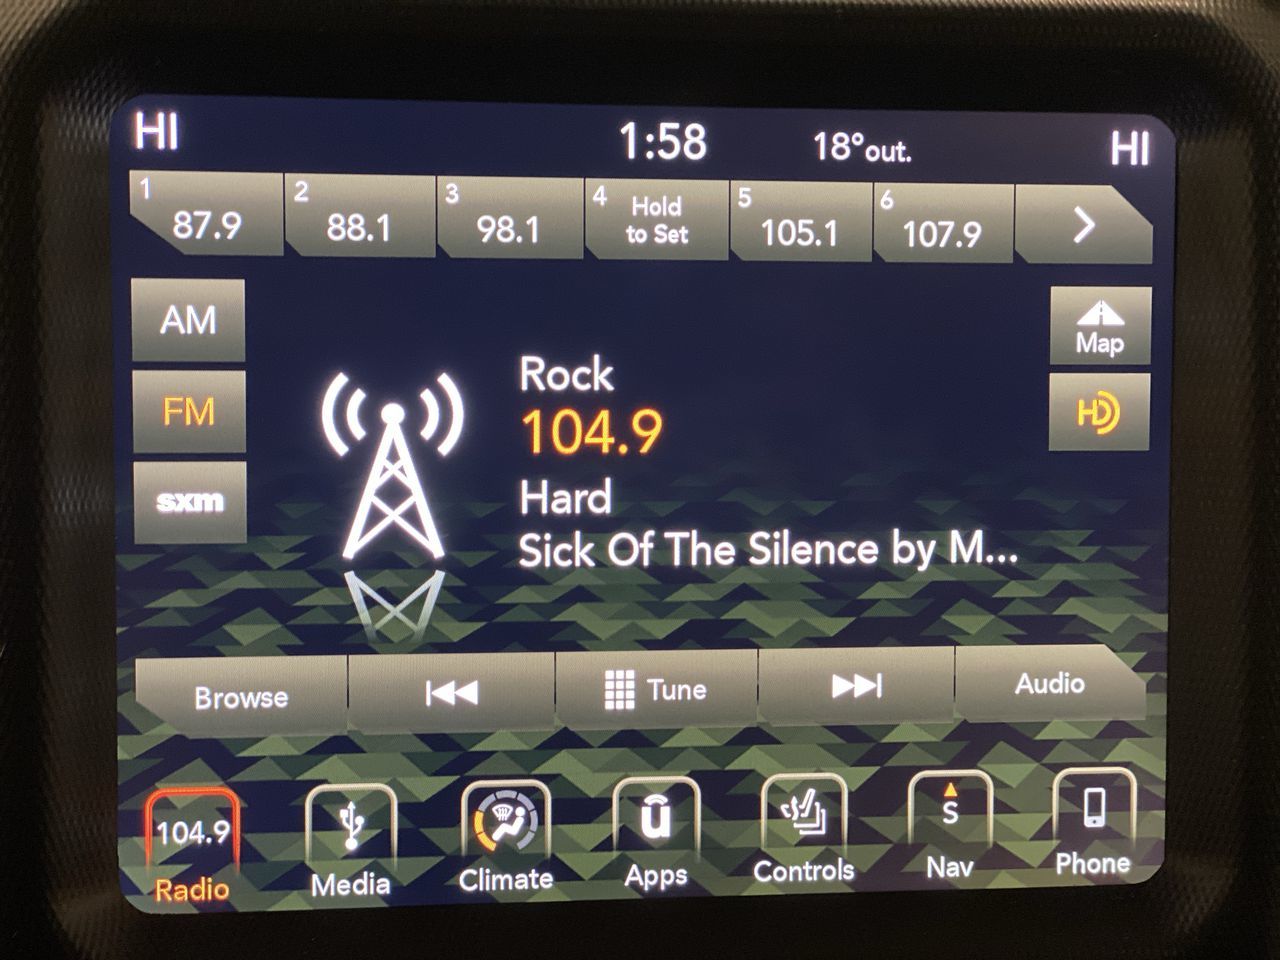 HI 1:58 18°out. HI
1 2 3 4 Hold 5 6
87.9 88.1 98.1 to Set 105.1 107.9
AM
Map
FM
HD
sxm
Rock
104.9
Hard
Sick Of The Silence by M...
Browse Tune Audio
104.9 u S
Radio Media Climate Apps Controls Nav Phone